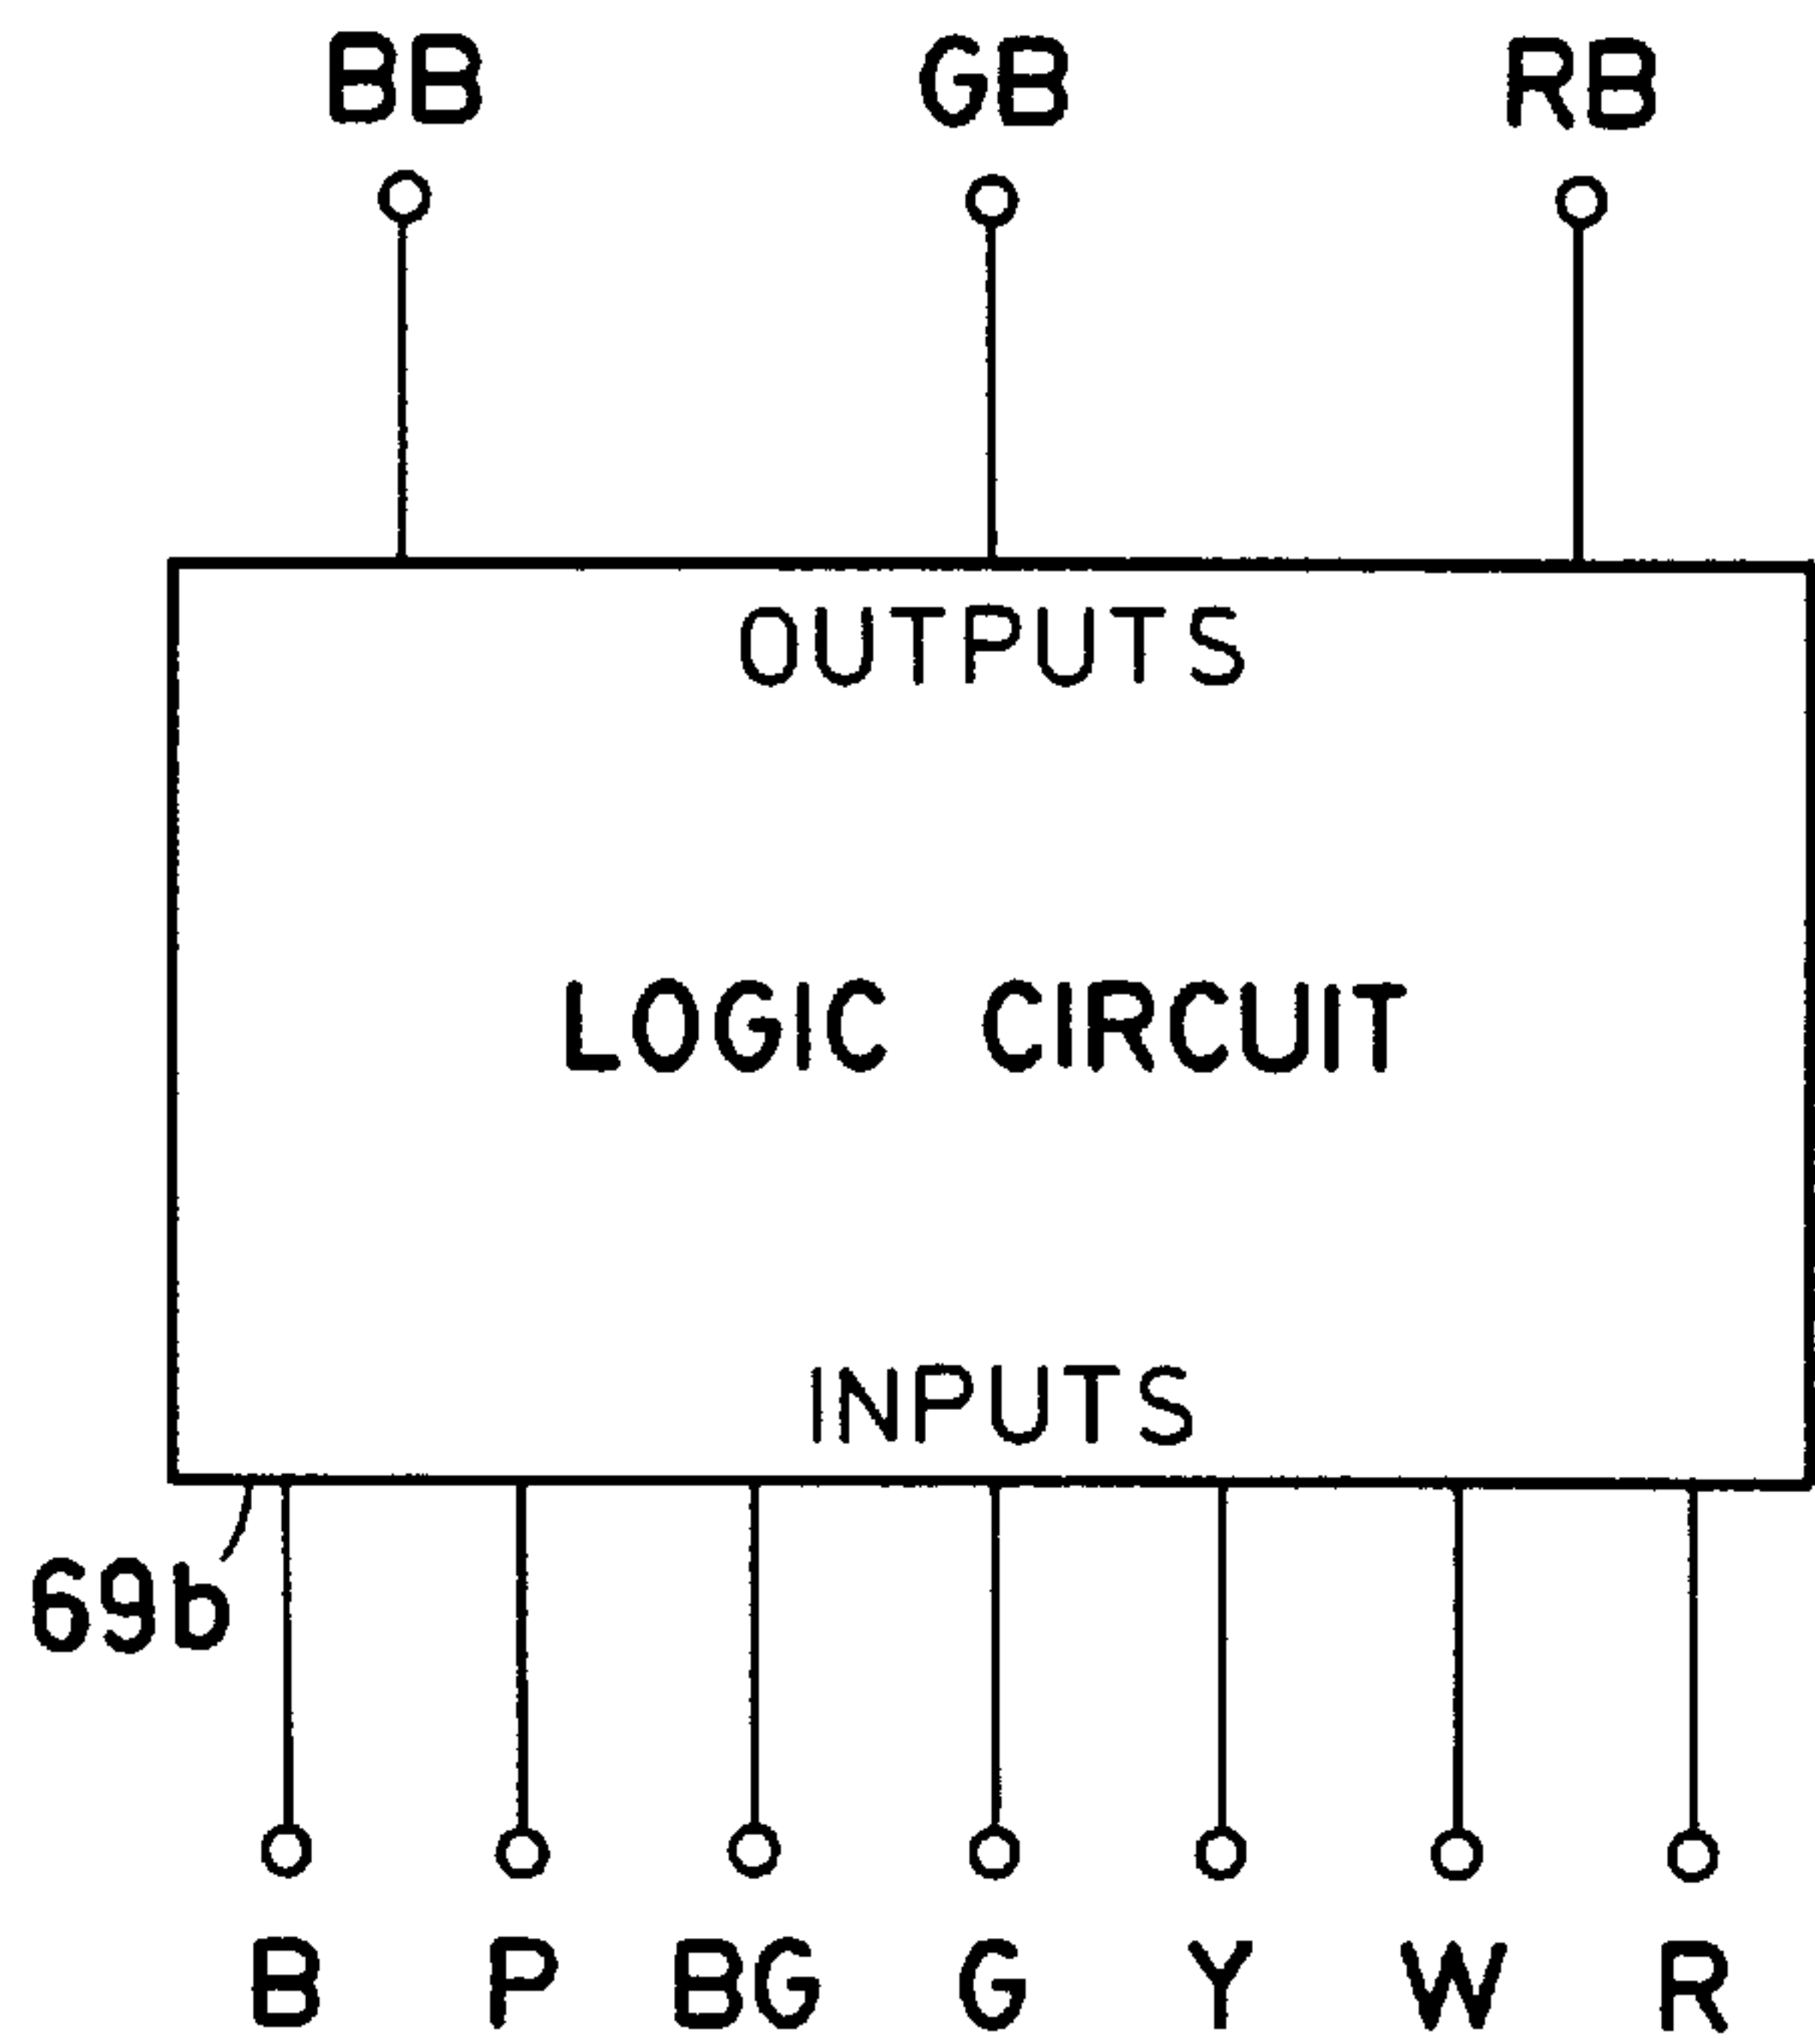 BB GB RB
OUTPUTS
LOGIC CIRCUIT
INPUTS
69b
B P BG G Y W R